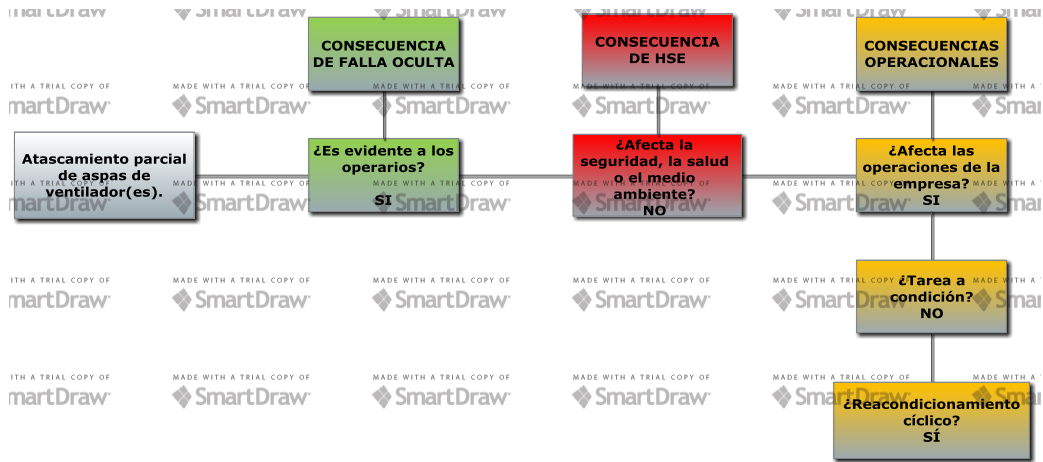 CONSECUENCIA
DE FALLA OCULTA
CONSECUENCIA
DE HSE
CONSECUENCIAS
OPERACIONALES
Atascamiento parcial
de aspas de
ventilador(es).
¿Es evidente a los
operarios?
SI
¿Afecta la
seguridad, la salud
o el medio
ambiente?
NO
¿Afecta las
operaciones de la
empresa?
SI
¿Tarea a
condición?
NO
¿Reacondicionamiento
cíclico?
SÍ
MADE WITH A TRIAL COPY OF
SmartDraw